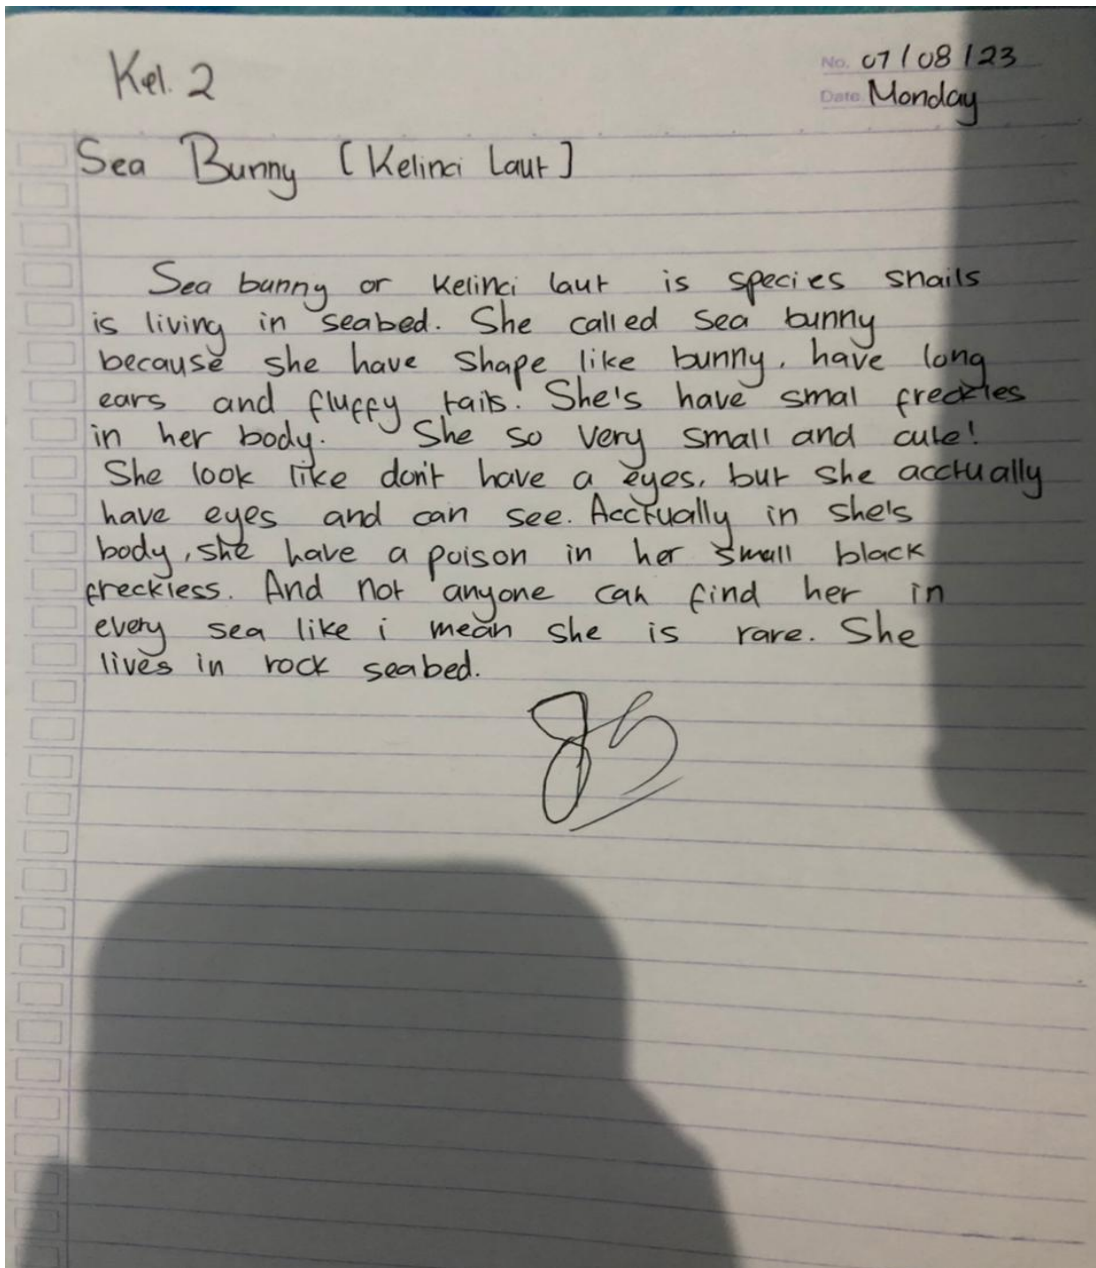 Kel. 2
No. 07/08/23
Date Monday
Sea Bunny [Kelinci Laut]
Sea bunny or kelinci laut is species snails
is living in seabed. She called sea bunny
because she have shape like bunny, have long
ears and fluffy tails. She's have smal freckles
in her body. She so very small and cute!
She look like don't have a eyes, but she acctually
have eyes and can see. Acctually in she's
body, she have a poison in her small black
freckless. And not anyone can find her in
every sea like i mean she is rare. She
lives in rock seabed.
85